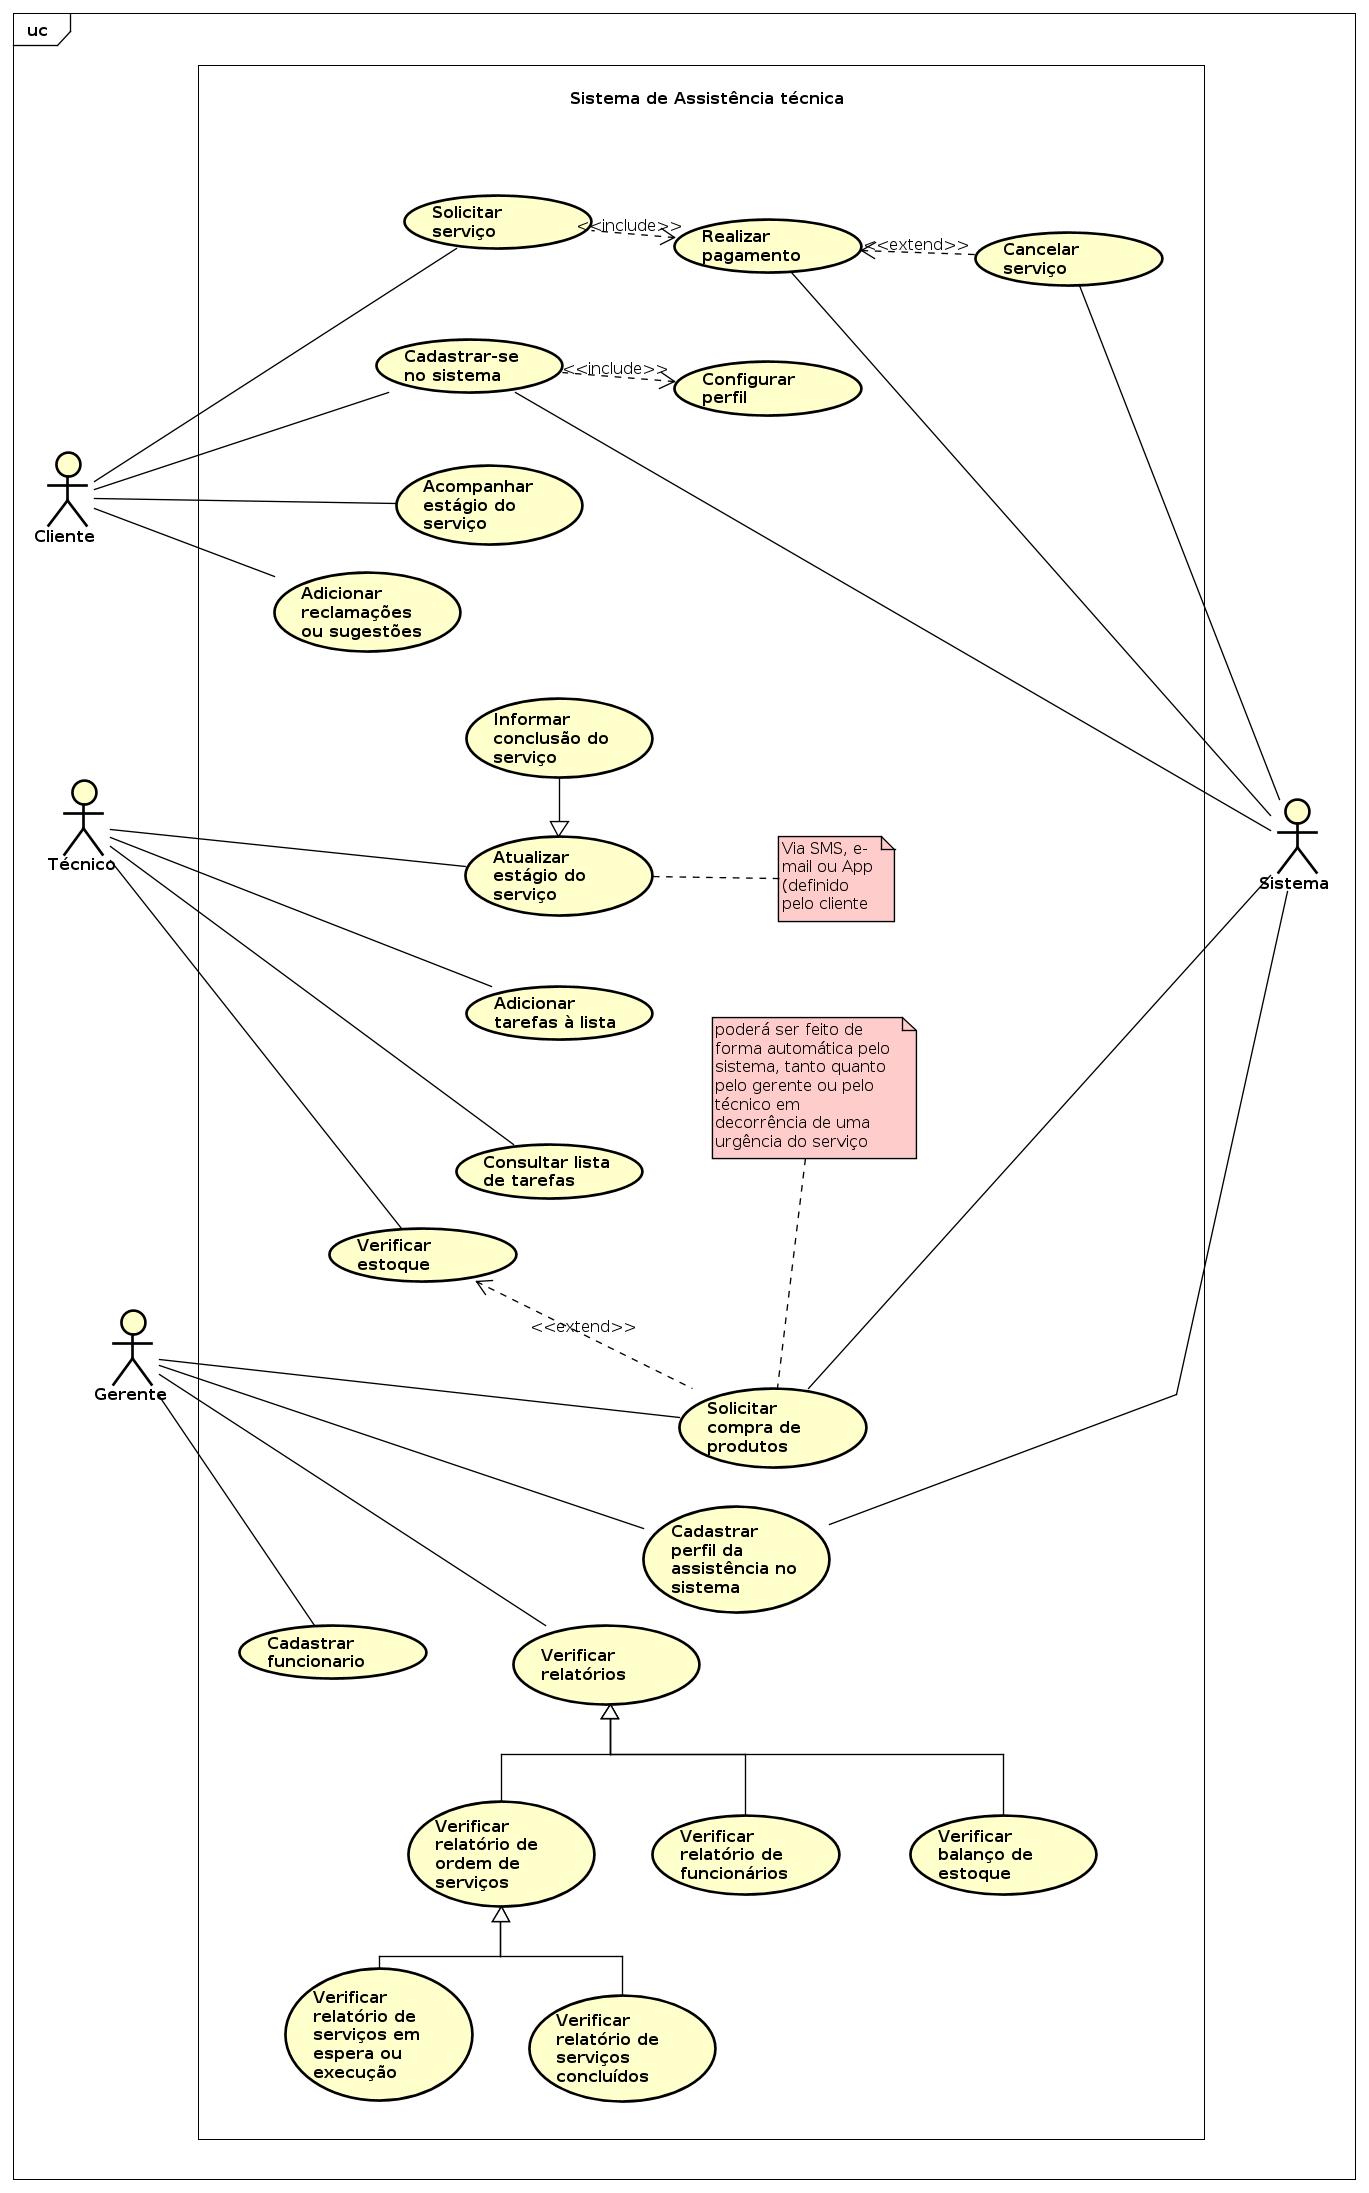 uc
Sistema de Assistência técnica
Solicitar
serviço
<<include>>
Realizar
pagamento
<<extend>>
Cancelar
serviço
Cadastrar-se
no sistema
<<include>>
Configurar
perfil
Cliente
Acompanhar
estágio do
serviço
Adicionar
reclamações
ou sugestões
Informar
conclusão do
serviço
Técnico
Atualizar
estágio do
serviço
Via SMS, e-
mail ou App
(definido
pelo cliente
Sistema
Adicionar
tarefas à lista
poderá ser feito de
forma automática pelo
sistema, tanto quanto
pelo gerente ou pelo
técnico em
decorrência de uma
urgência do serviço
Consultar lista
de tarefas
Verificar
estoque
<<extend>>
Gerente
Solicitar
compra de
produtos
Cadastrar
perfil da
assistência no
sistema
Cadastrar
funcionario
Verificar
relatórios
Verificar
relatório de
ordem de
serviços
Verificar
relatório de
funcionários
Verificar
balanço de
estoque
Verificar
relatório de
serviços em
espera ou
execução
Verificar
relatório de
serviços
concluídos